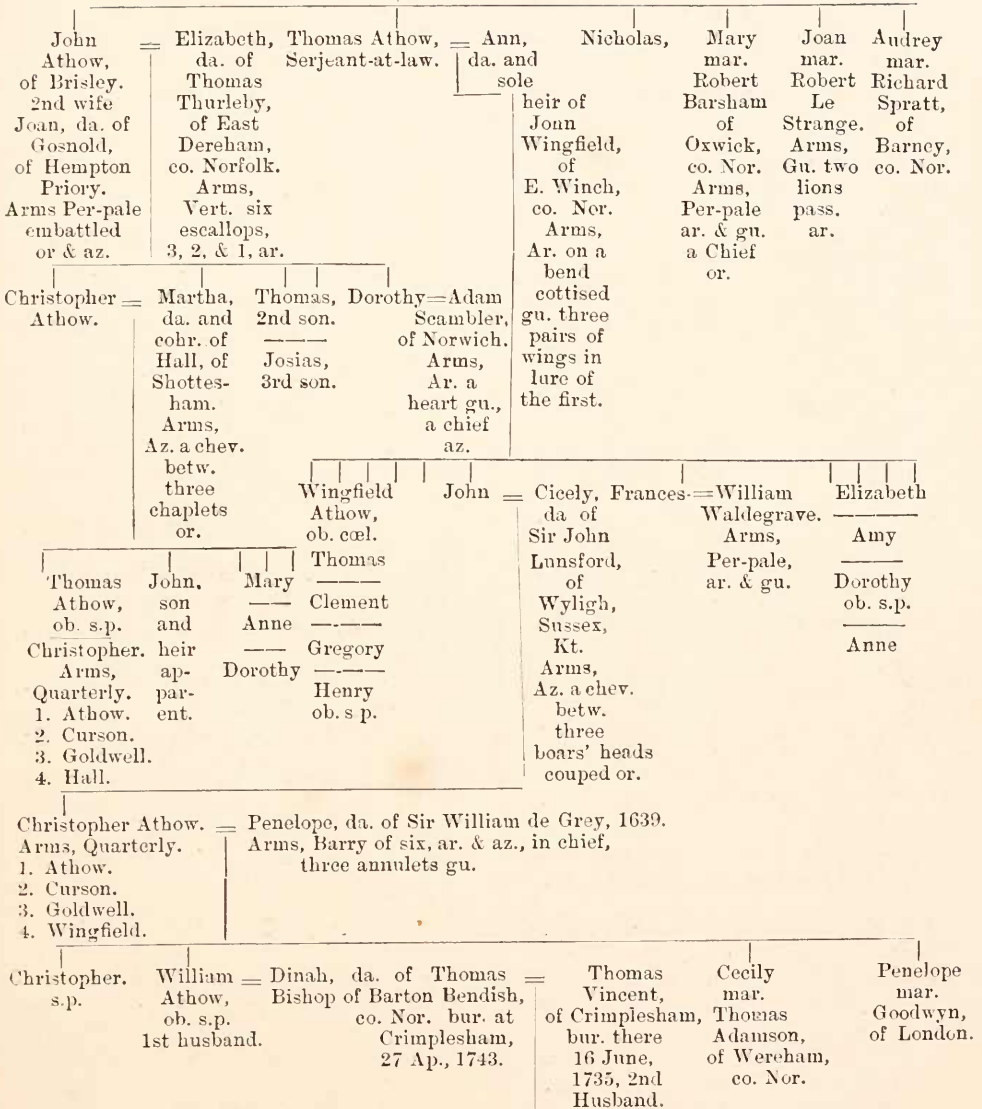 John
Athow,
of Brisley.
2nd wife
Joan, da. of
Gosnold,
of Hempton
Priory.
Arms Per-pale
embattled
or & az.
=
Elizabeth,
da. of
Thomas
Thurleby,
of East
Dereham,
co. Norfolk.
Arms,
Vert. six
escallops,
3, 2, & 1, ar.
Thomas Athow,
Serjeant-at-law.
=
Ann,
da. and
sole
heir of
John
Wingfield,
of
E. Winch,
co. Nor.
Arms,
Ar. on a
bend
cottised
gu. three
pairs of
wings in
lure of
the first.
Nicholas,
Mary
mar.
Robert
Barsham
of
Oxwick,
co. Nor.
Arms,
Per-pale
ar. & gu.
a Chief
or.
Joan
mar.
Robert
Le
Strange.
Arms,
Gu. two
lions
pass.
ar.
Audrey
mar.
Richard
Spratt,
of
Barney,
co. Nor.
Christopher
Athow.
=
Martha,
da. and
cohr. of
Hall, of
Shottes-
ham.
Arms,
Az. a chev.
betw.
three
chaplets
or.
Thomas,
2nd son.
———
Josias,
3rd son.
Dorothy=Adam
Scambler,
of Norwich.
Arms,
Ar. a
heart gu.,
a chief
az.
Wingfield
Athow,
ob. cœl.
Thomas
———
Clement
———
Gregory
———
Henry
ob. s p.
John
=
Cicely,
da of
Sir John
Lunsford,
of
Wyligh,
Sussex,
Kt.
Arms,
Az. a chev.
betw.
three
boars' heads
couped or.
Frances-=William
Waldegrave.
Arms,
Per-pale,
ar. & gu.
Elizabeth
———
Amy
———
Dorothy
ob. s.p.
———
Anne
Thomas
Athow,
ob. s.p.
Christopher.
Arms,
Quarterly.
1. Athow.
2. Curson.
3. Goldwell.
4. Hall.
John,
son
and
heir
ap-
par-
ent.
Mary
——
Anne
——
Dorothy
Christopher Athow.
Arms, Quarterly.
1. Athow.
2. Curson.
3. Goldwell.
4. Wingfield.
=
Penelope, da. of Sir William de Grey, 1639.
Arms, Barry of six, ar. & az., in chief,
three annulets gu.
Christopher.
s.p.
William
Athow,
ob. s.p.
1st husband.
=
Dinah, da. of Thomas
Bishop of Barton Bendish,
co. Nor. bur. at
Crimplesham,
27 Ap., 1743.
=
Thomas
Vincent,
of Crimplesham,
bur. there
16 June,
1735, 2nd
Husband.
Cecily
mar.
Thomas
Adamson,
of Wereham,
co. Nor.
Penelope
mar.
Goodwyn,
of London.